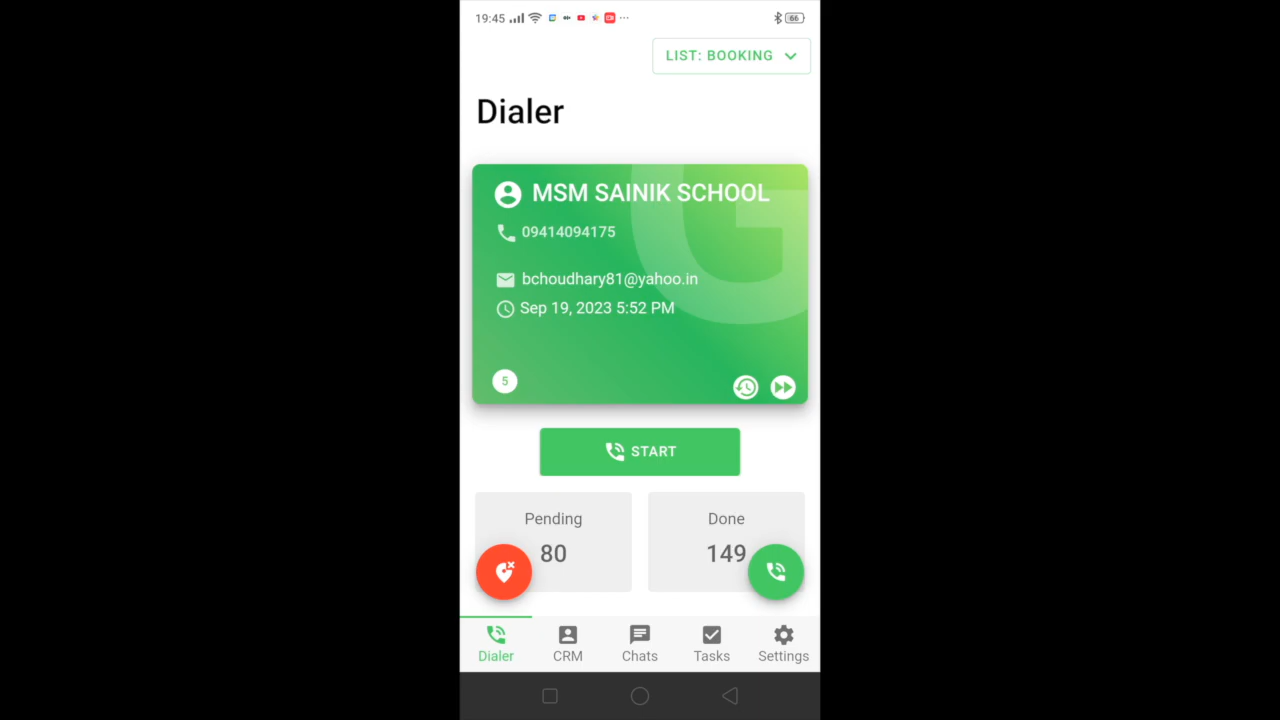 19:45
66
LIST: BOOKING
Dialer
MSM SAINIK SCHOOL
09414094175
bchoudhary81@yahoo.in
Sep 19, 2023 5:52 PM
5
START
Pending
Done
80
149
Dialer
CRM
Chats
Tasks
Settings